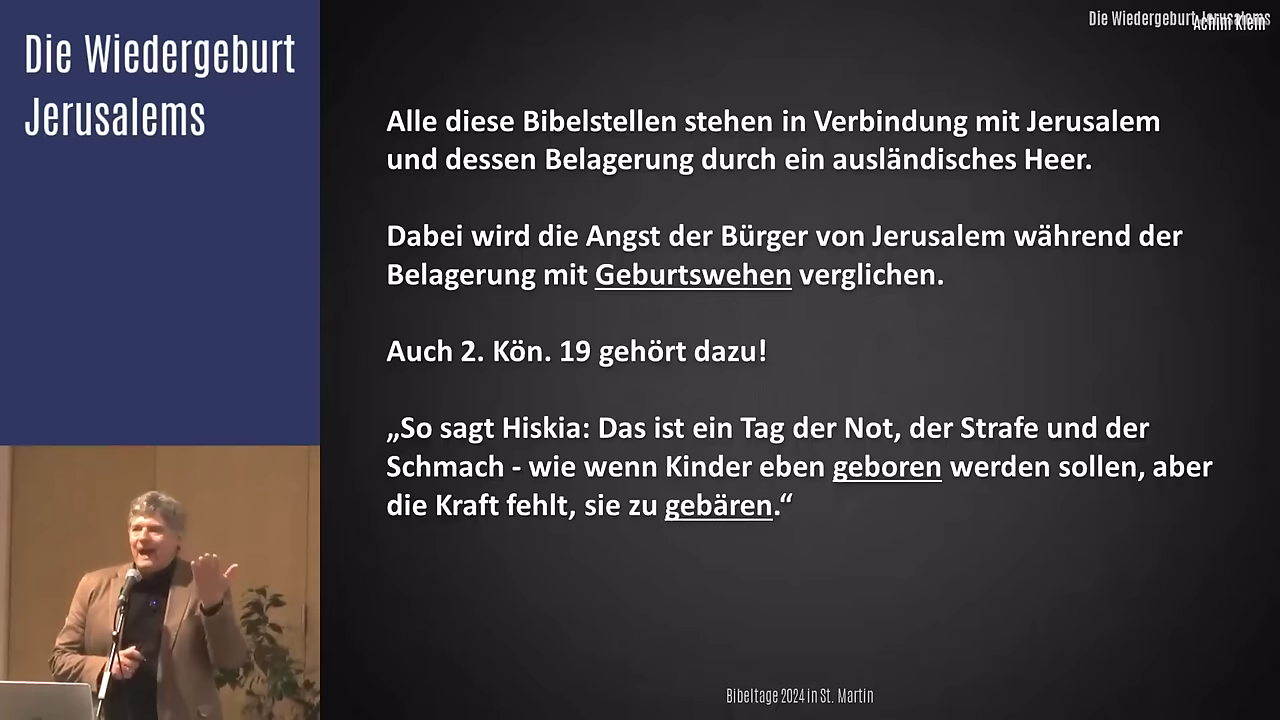 Die Wiedergeburt
Jerusalems
Die Wiedergeburt Jerusalems
Achim Klein
Alle diese Bibelstellen stehen in Verbindung mit Jerusalem
und dessen Belagerung durch ein ausländisches Heer.
Dabei wird die Angst der Bürger von Jerusalem während der
Belagerung mit Geburtswehen verglichen.
Auch 2. Kön. 19 gehört dazu!
„So sagt Hiskia: Das ist ein Tag der Not, der Strafe und der
Schmach - wie wenn Kinder eben geboren werden sollen, aber
die Kraft fehlt, sie zu gebären.“
Bibeltage 2024 in St. Martin